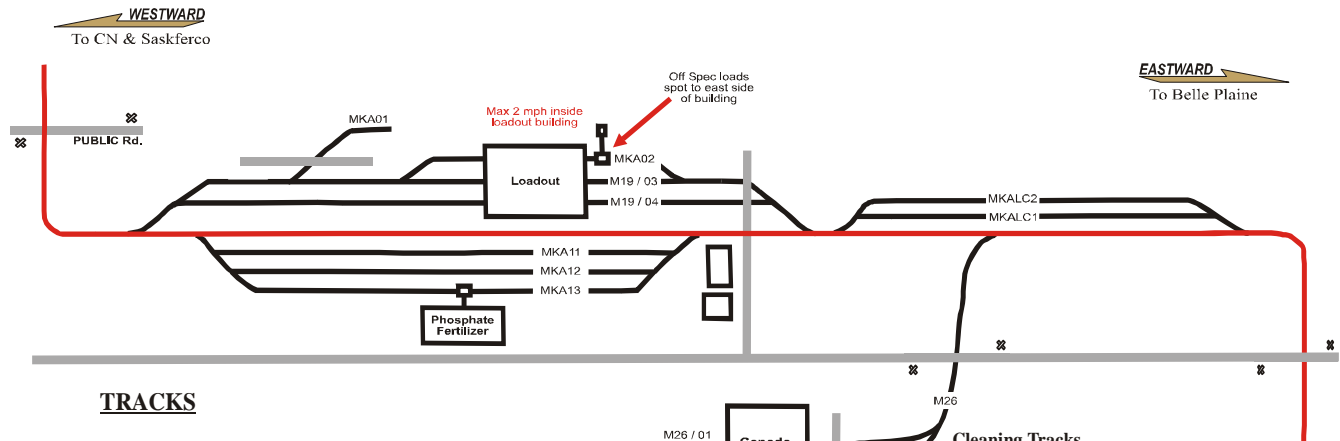 WESTWARD
To CN & Saskferco
EASTWARD
To Belle Plaine
Off Spec loads
spot to east side
of building
Max 2 mph inside
loadout building
MKA01
PUBLIC Rd.
MKA02
Loadout
M19 / 03
M19 / 04
MKALC2
MKALC1
MKA11
MKA12
MKA13
Phosphate
Fertilizer
TRACKS
M26
M26 / 01
Canada
Cleaning Tracks